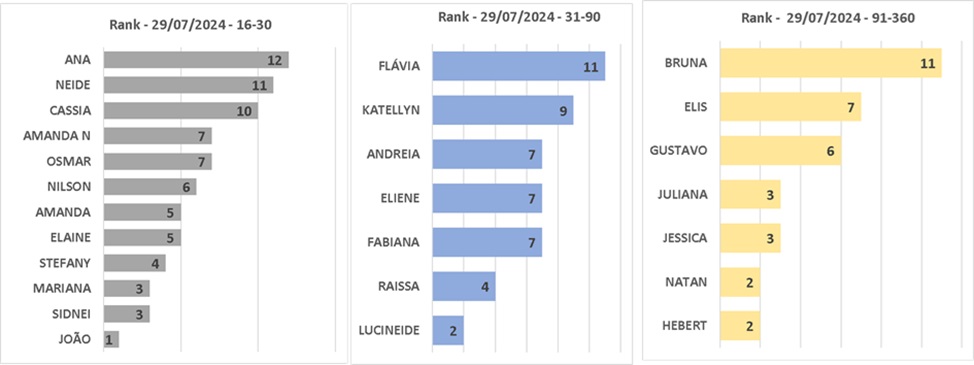 Rank - 29/07/2024 - 16-30
ANA 12
NEIDE 11
CASSIA 10
AMANDA N 7
OSMAR 7
NILSON 6
AMANDA 5
ELAINE 5
STEFANY 4
MARIANA 3
SIDNEI 3
JOÃO 1
Rank - 29/07/2024 - 31-90
FLÁVIA 11
KATELLYN 9
ANDREIA 7
ELIENE 7
FABIANA 7
RAISSA 4
LUCINEIDE 2
Rank - 29/07/2024 - 91-360
BRUNA 11
ELIS 7
GUSTAVO 6
JULIANA 3
JESSICA 3
NATAN 2
HEBERT 2